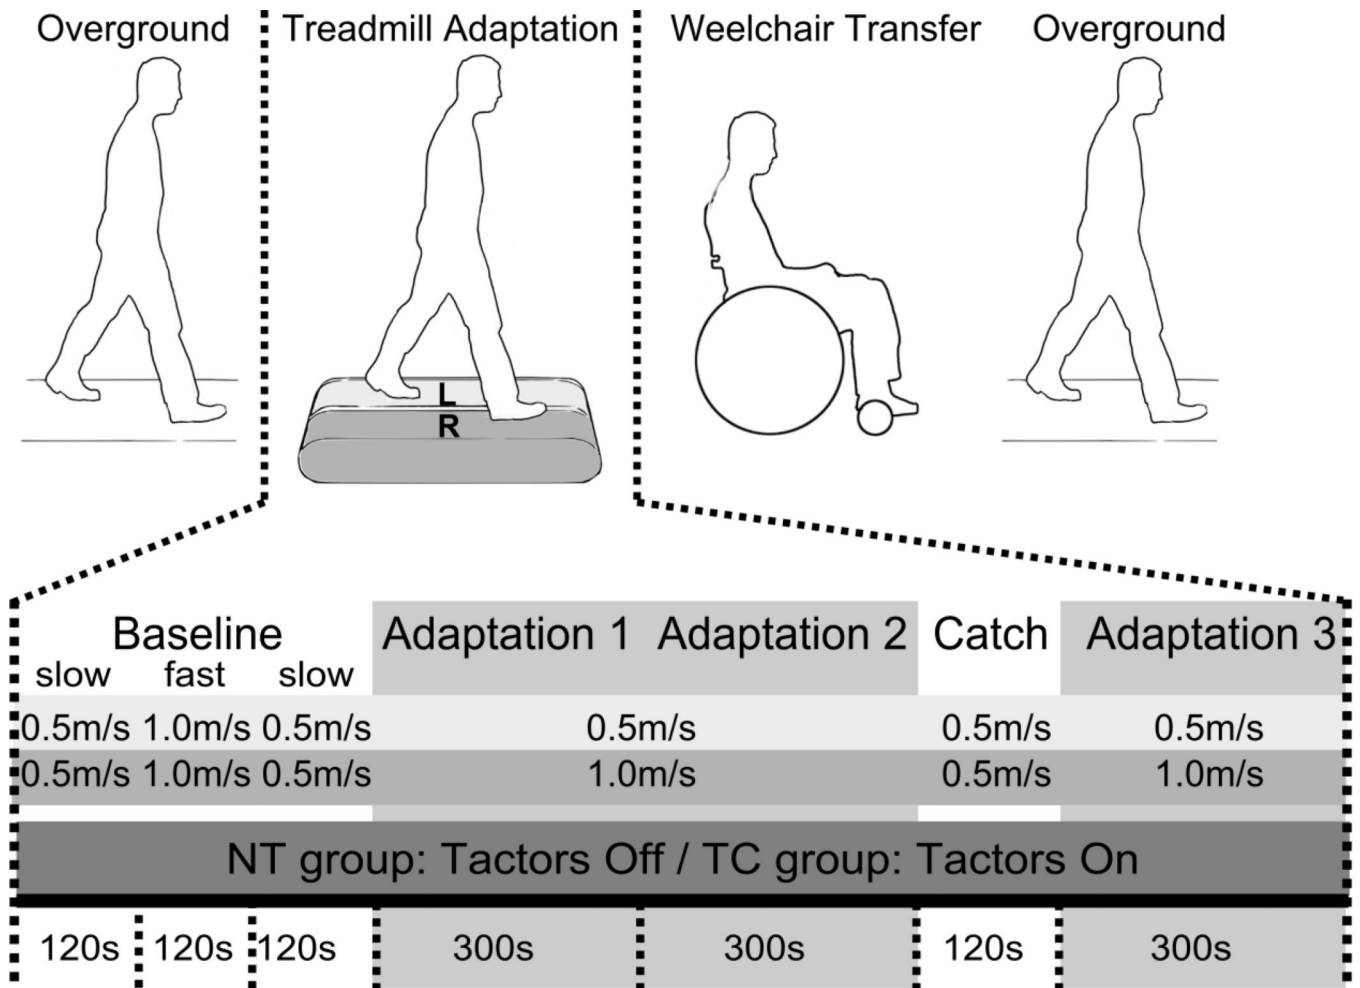 Overground Treadmill Adaptation Weelchair Transfer Overground
L
R
Baseline Adaptation 1 Adaptation 2 Catch Adaptation 3
slow fast slow
0.5m/s 1.0m/s 0.5m/s 0.5m/s 0.5m/s 0.5m/s
0.5m/s 1.0m/s 0.5m/s 1.0m/s 0.5m/s 1.0m/s
NT group: Tactors Off / TC group: Tactors On
120s 120s 120s 300s 300s 120s 300s